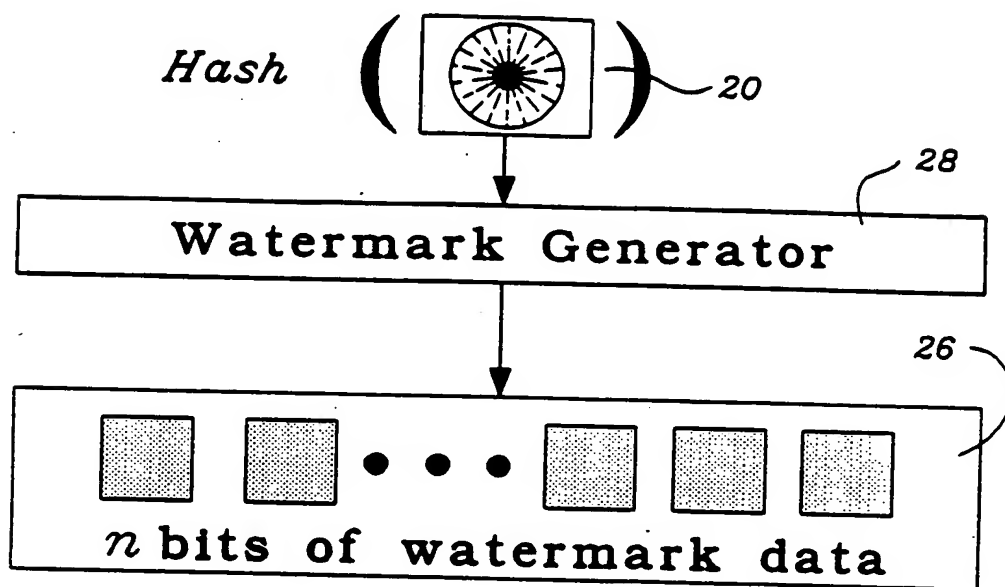 Hash ( ) 20
28
Watermark Generator
26
n bits of watermark data